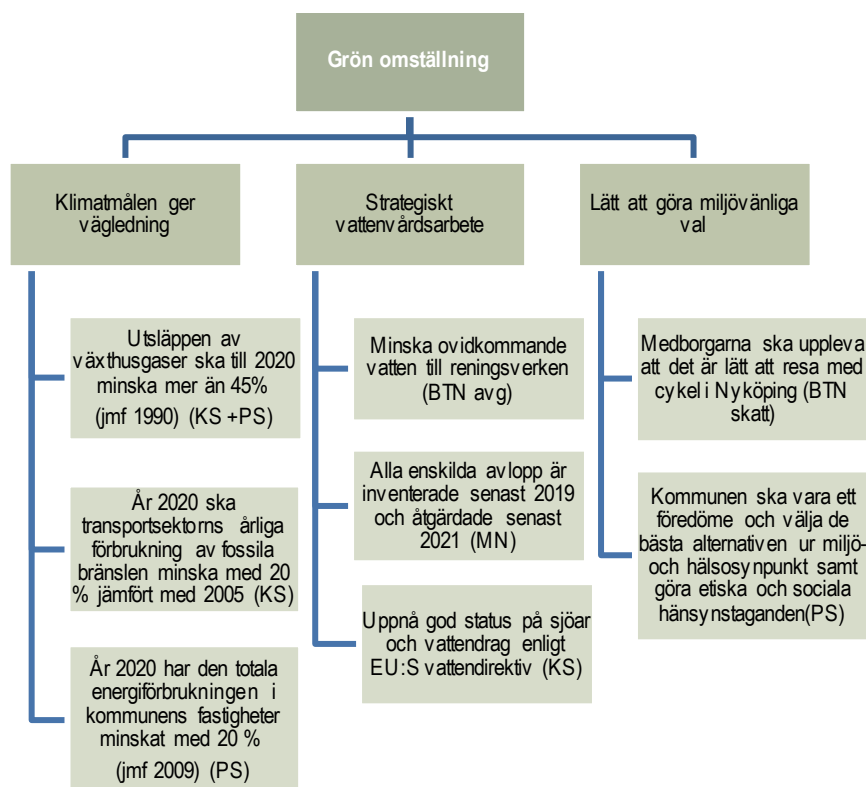 Grön omställning
Klimatmålen ger
vägledning
Utsläppen av
växthusgaser ska till 2020
minska mer än 45%
(jmf 1990) (KS +PS)
År 2020 ska
transportsektorns årliga
förbrukning av fossila
bränslen minska med 20
% jämfört med 2005 (KS)
År 2020 har den totala
energiförbrukningen i
kommunens fastigheter
minskat med 20 %
(jmf 2009) (PS)
Strategiskt
vattenvårdsarbete
Minska ovidkommande
vatten till reningsverken
(BTN avg)
Alla enskilda avlopp är
inventerade senast 2019
och åtgärdade senast
2021 (MN)
Uppnå god status på sjöar
och vattendrag enligt
EU:S vattendirektiv (KS)
Lätt att göra miljövänliga
val
Medborgarna ska uppleva
att det är lätt att resa med
cykel i Nyköping (BTN
skatt)
Kommunen ska vara ett
föredöme och välja de
bästa alternativen ur miljö-
och hälsosynpunkt samt
göra etiska och sociala
hänsynstaganden(PS)